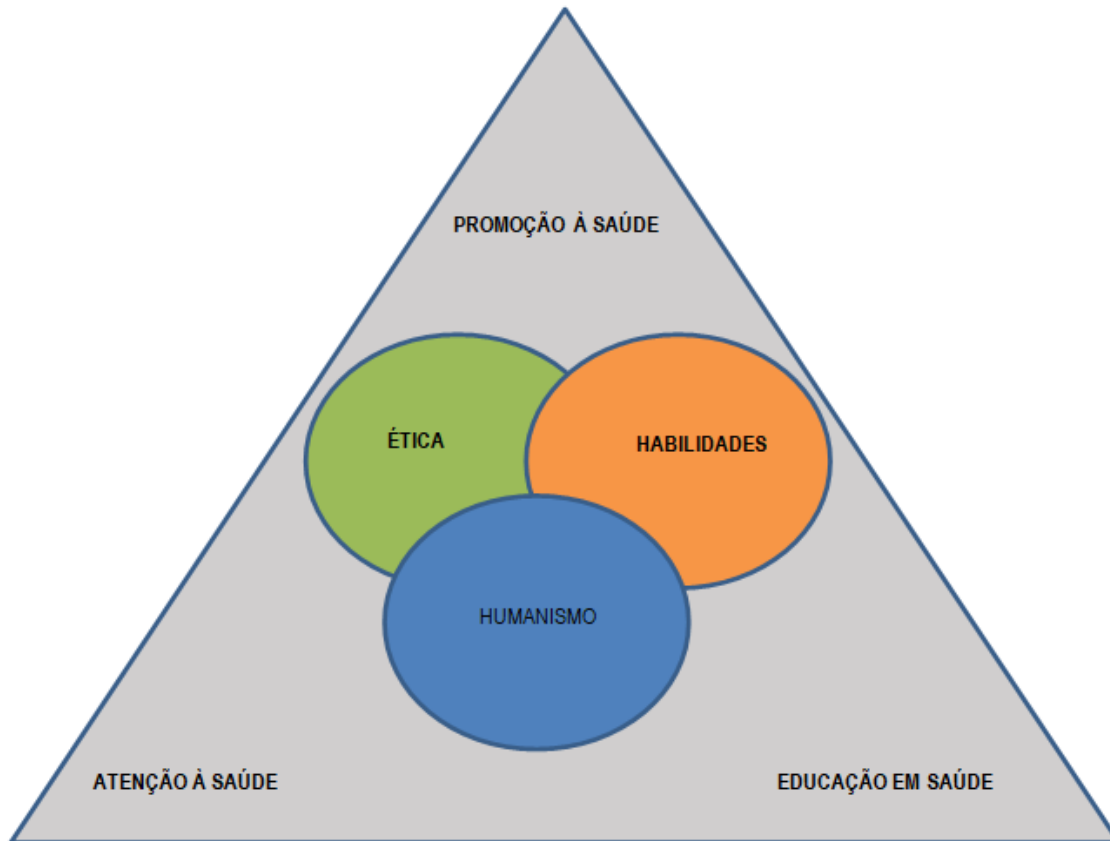 PROMOÇÃO À SAÚDE
ÉTICA
HABILIDADES
HUMANISMO
ATENÇÃO À SAÚDE
EDUCAÇÃO EM SAÚDE